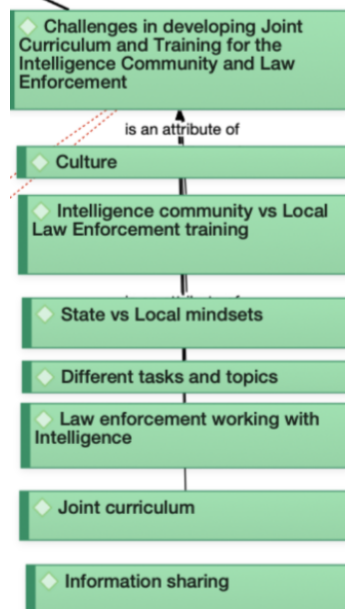 Challenges in developing Joint
Curriculum and Training for the
Intelligence Community and Law
Enforcement
is an attribute of
Culture
Intelligence community vs Local
Law Enforcement training
State vs Local mindsets
Different tasks and topics
Law enforcement working with
Intelligence
Joint curriculum
Information sharing